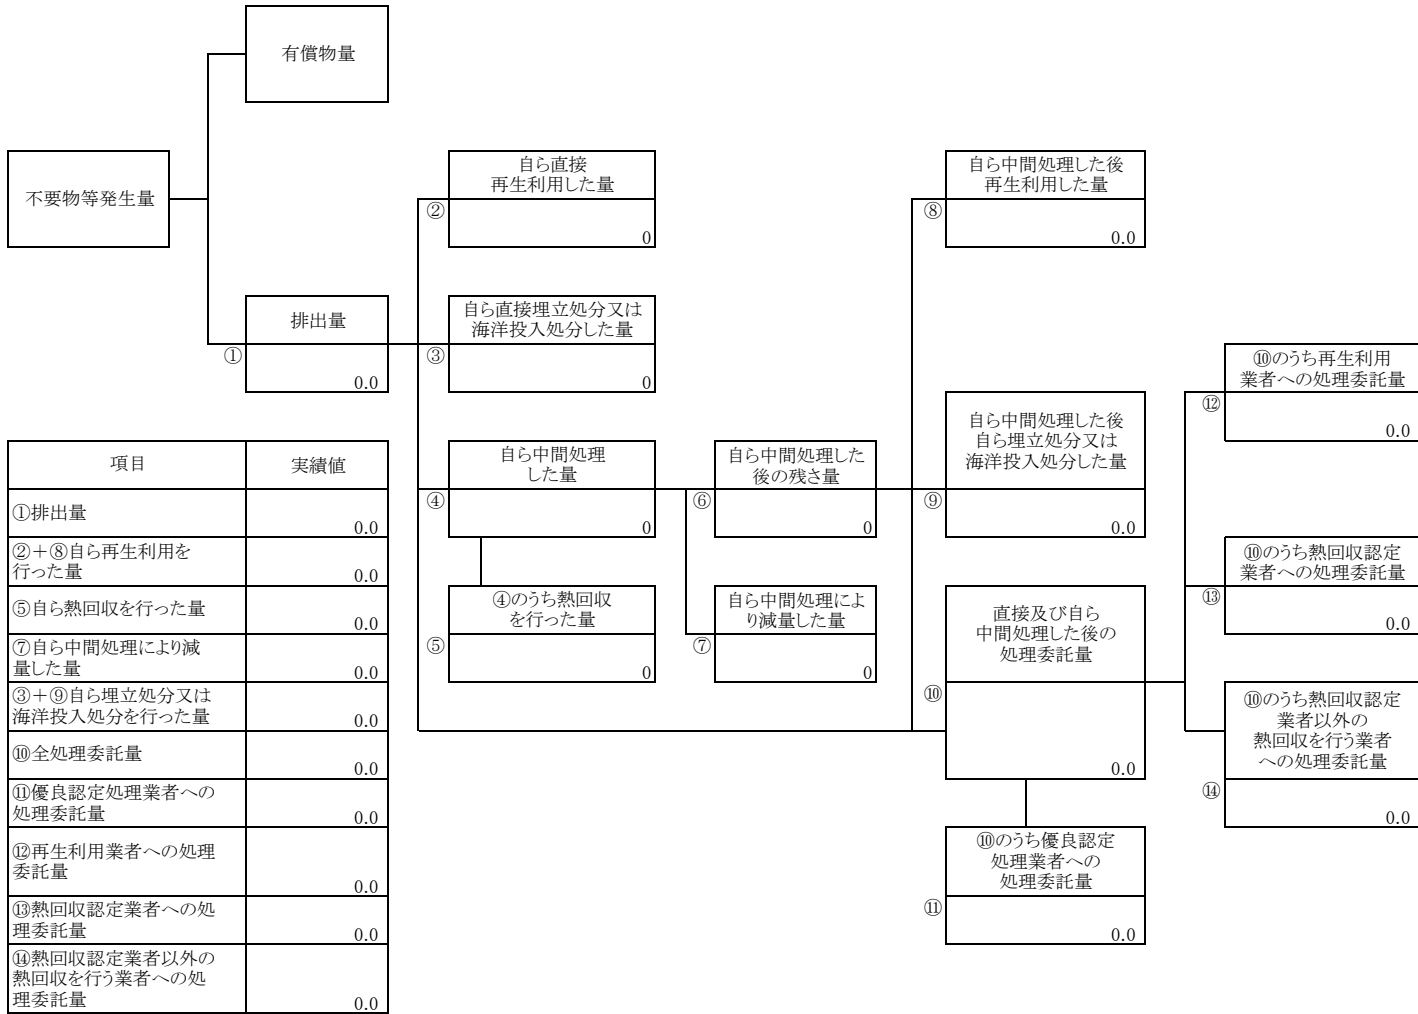 有償物量
不要物等発生量
自ら直接
再生利用した量
②
0
自ら中間処理した後
再生利用した量
⑧
0.0
排出量
①
0.0
自ら直接埋立処分又は
海洋投入処分した量
③
0
⑩のうち再生利用
業者への処理委託量
⑫
0.0
自ら中間処理
した量
④
0
自ら中間処理した
後の残さ量
⑥
0
自ら中間処理した後
自ら埋立処分又は
海洋投入処分した量
⑨
0.0
⑩のうち熱回収認定
業者への処理委託量
⑬
0.0
④のうち熱回収
を行った量
⑤
0
自ら中間処理によ
り減量した量
⑦
0
直接及び自ら
中間処理した後の
処理委託量
⑩
0.0
⑩のうち熱回収認定
業者以外の
熱回収を行う業者
への処理委託量
⑭
0.0
⑩のうち優良認定
処理業者への
処理委託量
⑪
0.0
項目 実績値
①排出量
0.0
②＋⑧自ら再生利用を
行った量
0.0
⑤自ら熱回収を行った量
0.0
⑦自ら中間処理により減
量した量
0.0
③＋⑨自ら埋立処分又は
海洋投入処分を行った量
0.0
⑩全処理委託量
0.0
⑪優良認定処理業者への
処理委託量
0.0
⑫再生利用業者への処理
委託量
0.0
⑬熱回収認定業者への処
理委託量
0.0
⑭熱回収認定業者以外の
熱回収を行う業者への処
理委託量
0.0